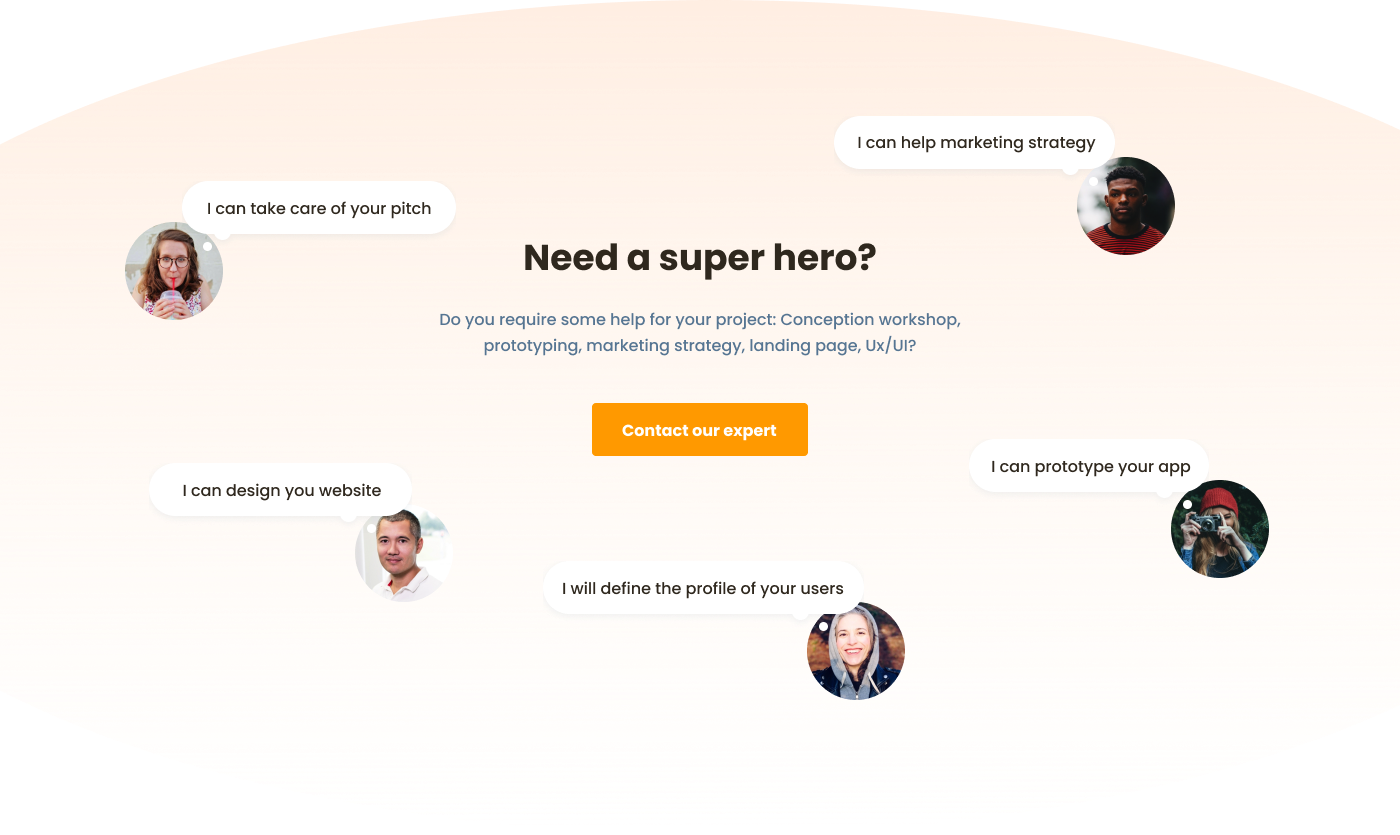 I can help marketing strategy
I can take care of your pitch
Need a super hero?
Do you require some help for your project: Conception workshop,
prototyping, marketing strategy, landing page, Ux/UI?
Contact our expert
I can prototype your app
I can design you website
I will define the profile of your users